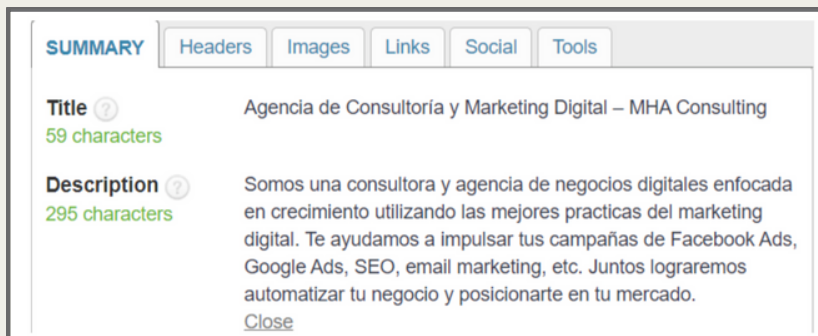 SUMMARY Headers Images Links Social Tools
Title ? Agencia de Consultoría y Marketing Digital – MHA Consulting
59 characters
Description ? Somos una consultora y agencia de negocios digitales enfocada
295 characters en crecimiento utilizando las mejores practicas del marketing
digital. Te ayudamos a impulsar tus campañas de Facebook Ads,
Google Ads, SEO, email marketing, etc. Juntos lograremos
automatizar tu negocio y posicionarte en tu mercado.
Close